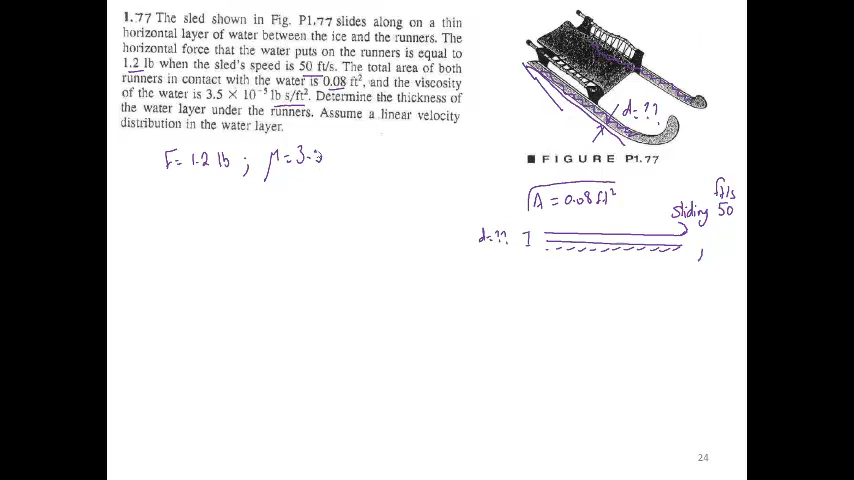 1.77 The sled shown in Fig. P1.77 slides along on a thin
horizontal layer of water between the ice and the runners. The
horizontal force that the water puts on the runners is equal to
1.2 lb when the sled's speed is 50 ft/s. The total area of both
runners in contact with the water is 0.08 ft², and the viscosity
of the water is 3.5 × 10⁻⁵ lb s/ft². Determine the thickness of
the water layer under the runners. Assume a linear velocity
distribution in the water layer.
d=??
FIGURE P1.77
F= 1.2 lb ; μ = 3.
A = 0.08 ft²
ft/s
sliding 50
d=??
24